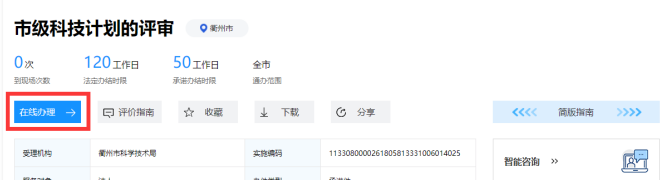 市级科技计划的评审 衢州市
0次 120工作日 50工作日 全市
到现场次数 法定办结时限 承诺办结时限 通办范围
在线办理 → 评价指南 收藏 下载 分享 简版指南
受理机构 衢州市科学技术局 实施编码 11330800002618058133310060140​25
智能咨询 >>